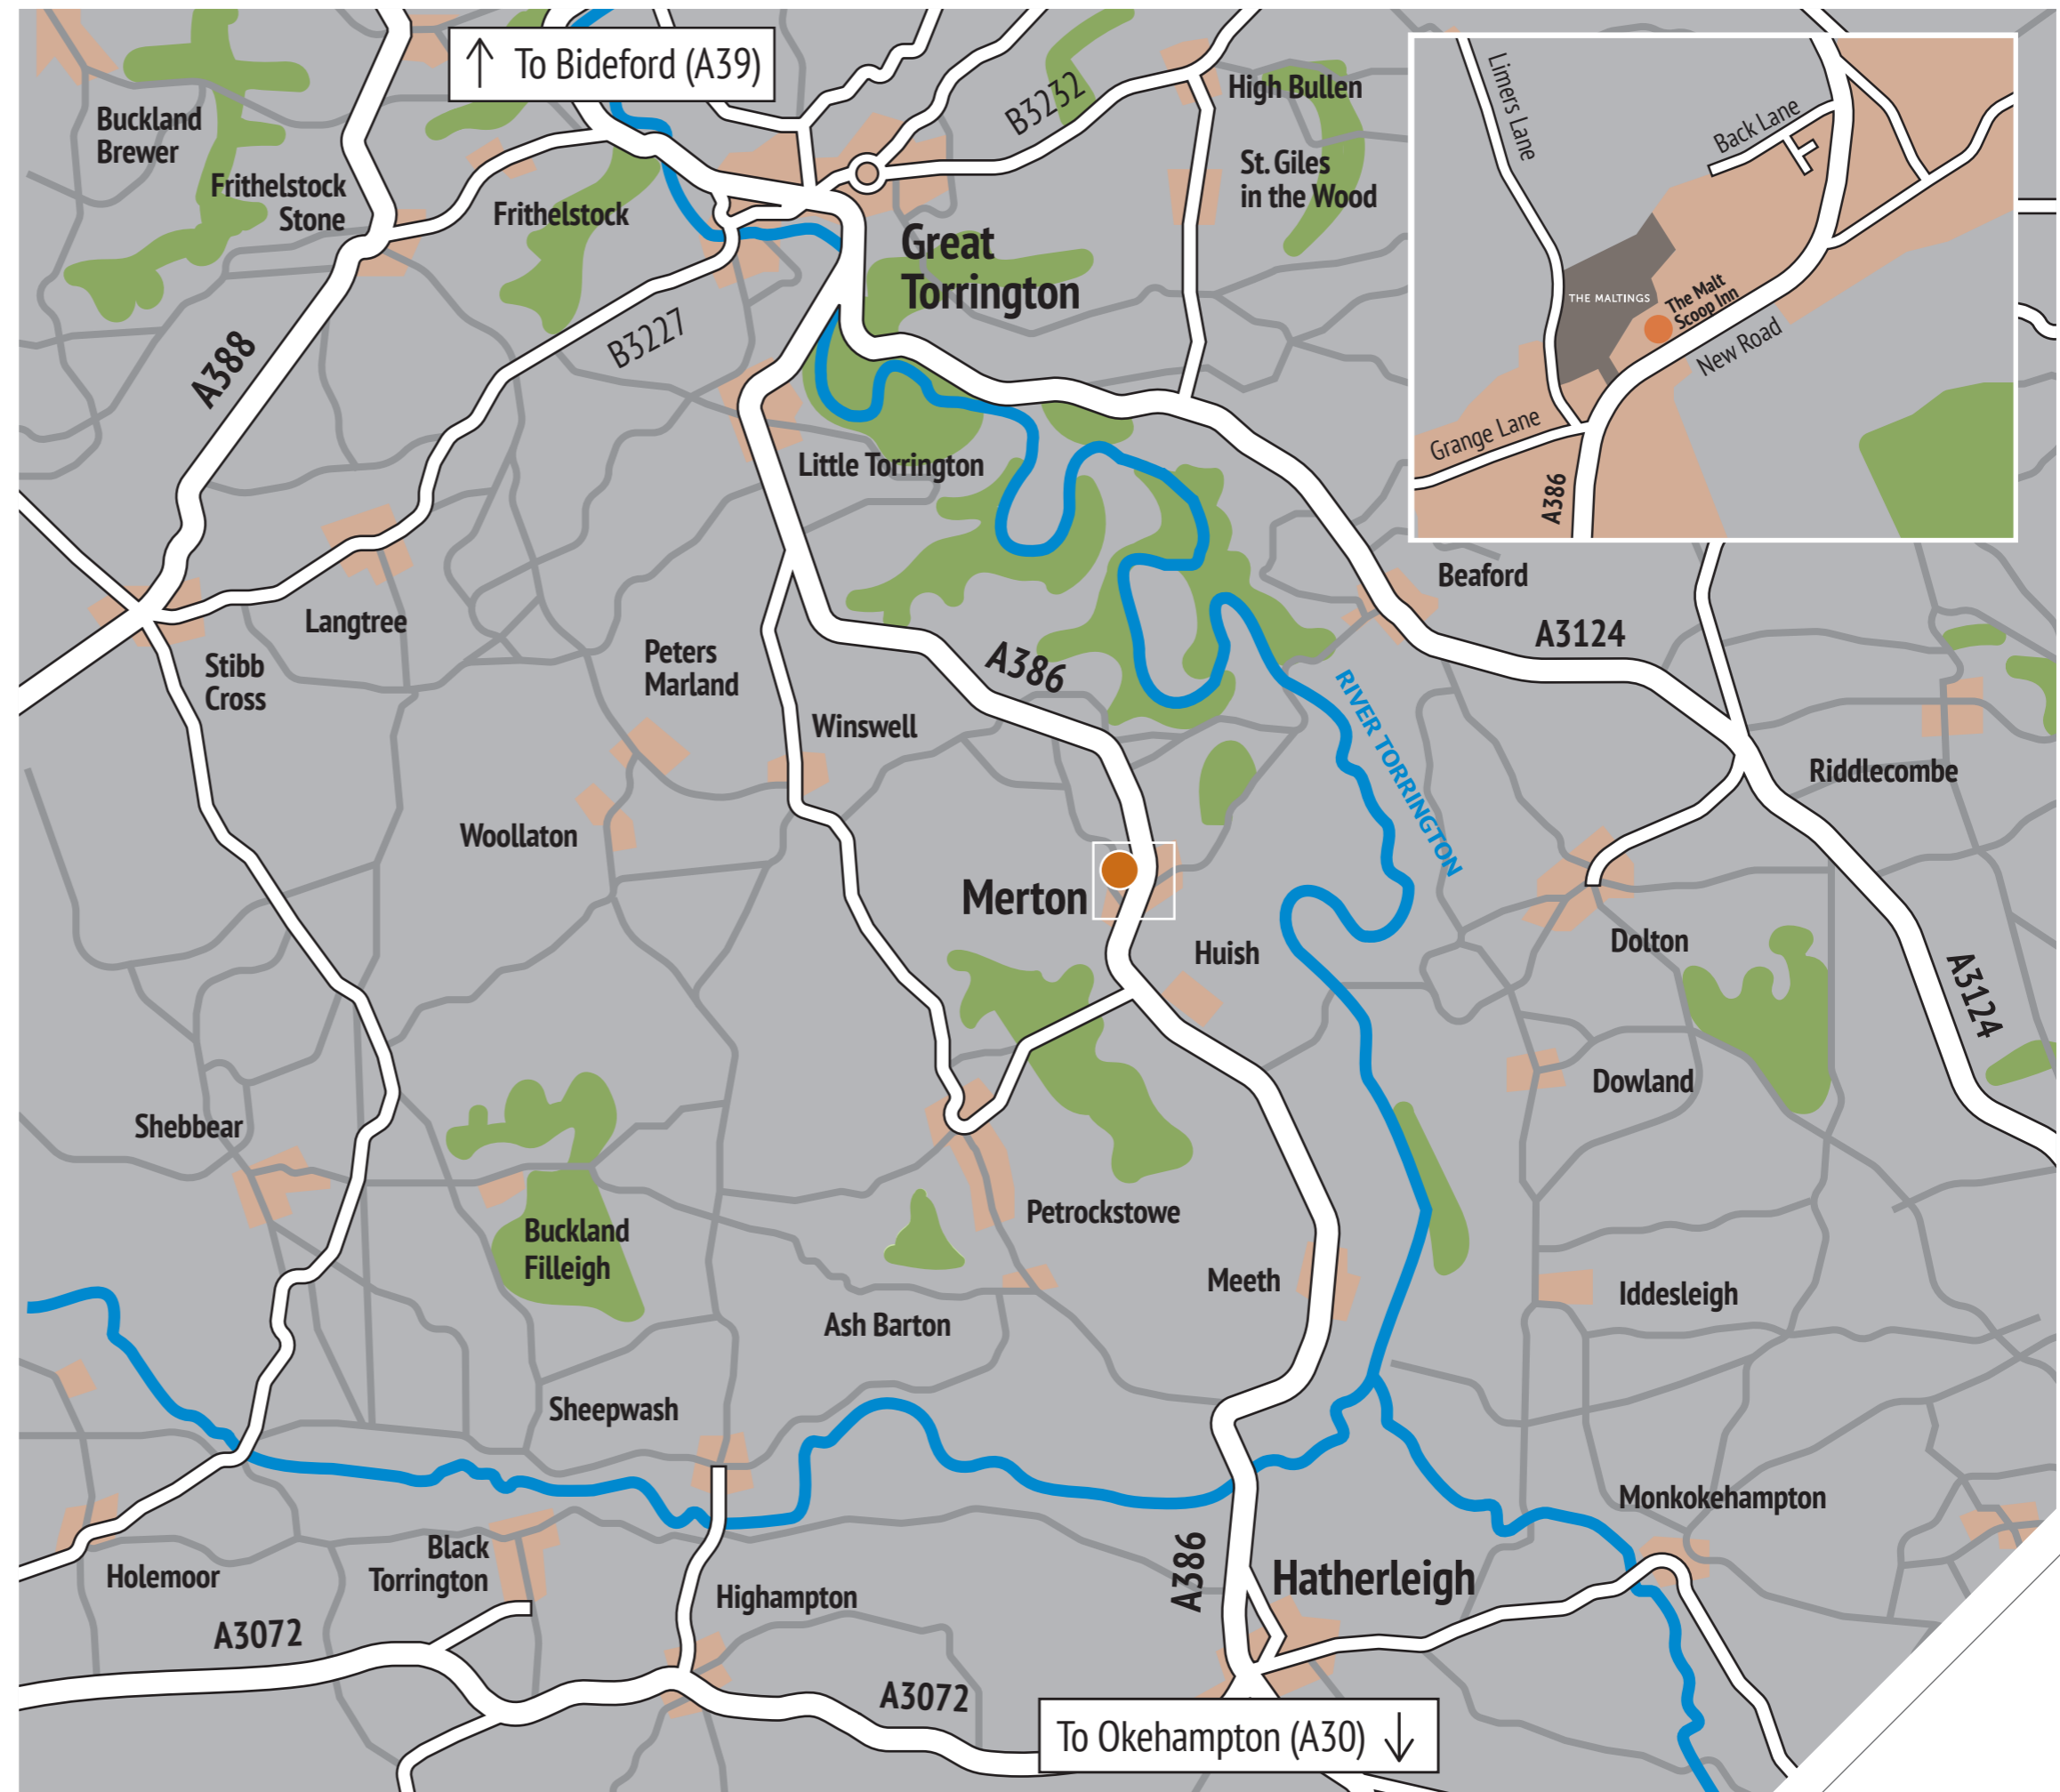 ↑ To Bideford (A39)
Buckland
Brewer
Frithelstock
Stone
Frithelstock
B3232
High Bullen
St. Giles
in the Wood
Great
Torrington
A388
B3227
Little Torrington
Limers Lane
Back Lane
THE MALTINGS
The Malt
Scoop Inn
New Road
Grange Lane
A386
Beaford
A3124
Langtree
Stibb
Cross
Peters
Marland
A386
Winswell
RIVER TORRINGTON
Riddlecombe
Woollaton
Merton
Huish
Dolton
A3124
Dowland
Shebbear
Petrockstowe
Buckland
Filleigh
Meeth
Iddesleigh
Ash Barton
Sheepwash
Monkokehampton
Black
Torrington
Holemoor
Highampton
A386
Hatherleigh
A3072
A3072
To Okehampton (A30) ↓